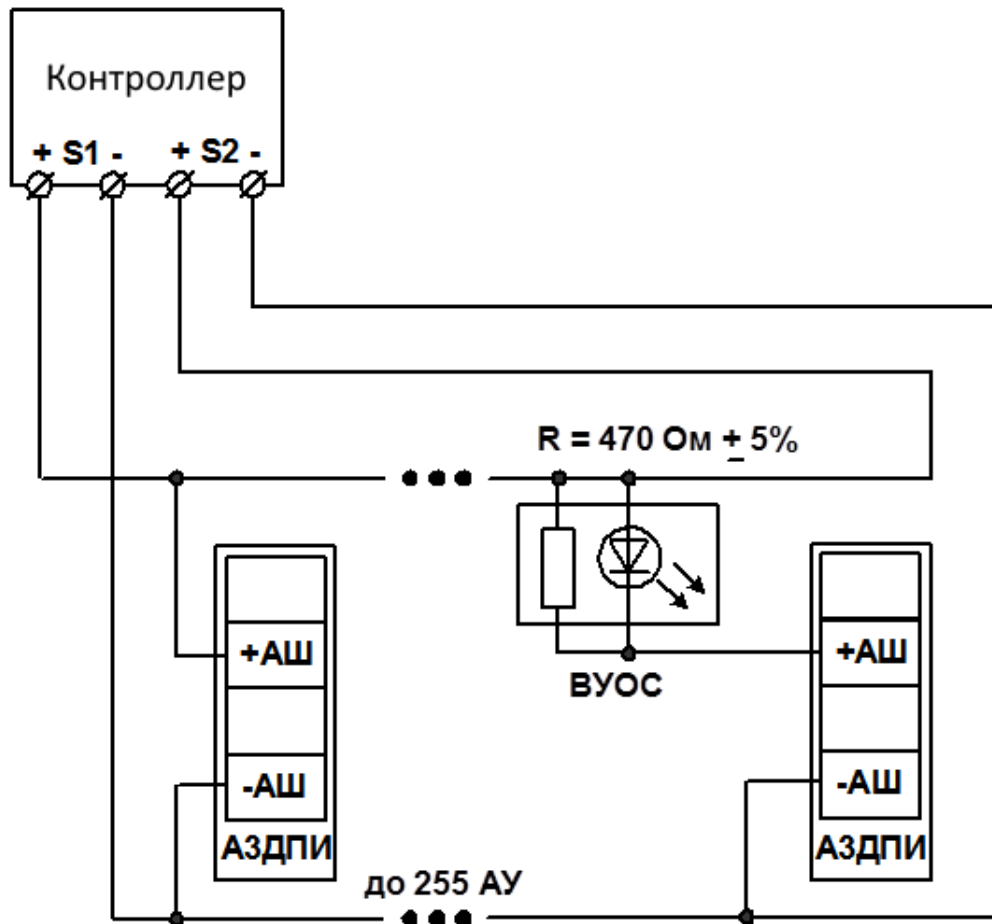 Контроллер
+ S1 - + S2 -
R = 470 Ом ± 5%
ВУОС
+АШ
-АШ
АЗДПИ
+АШ
-АШ
АЗДПИ
до 255 АУ